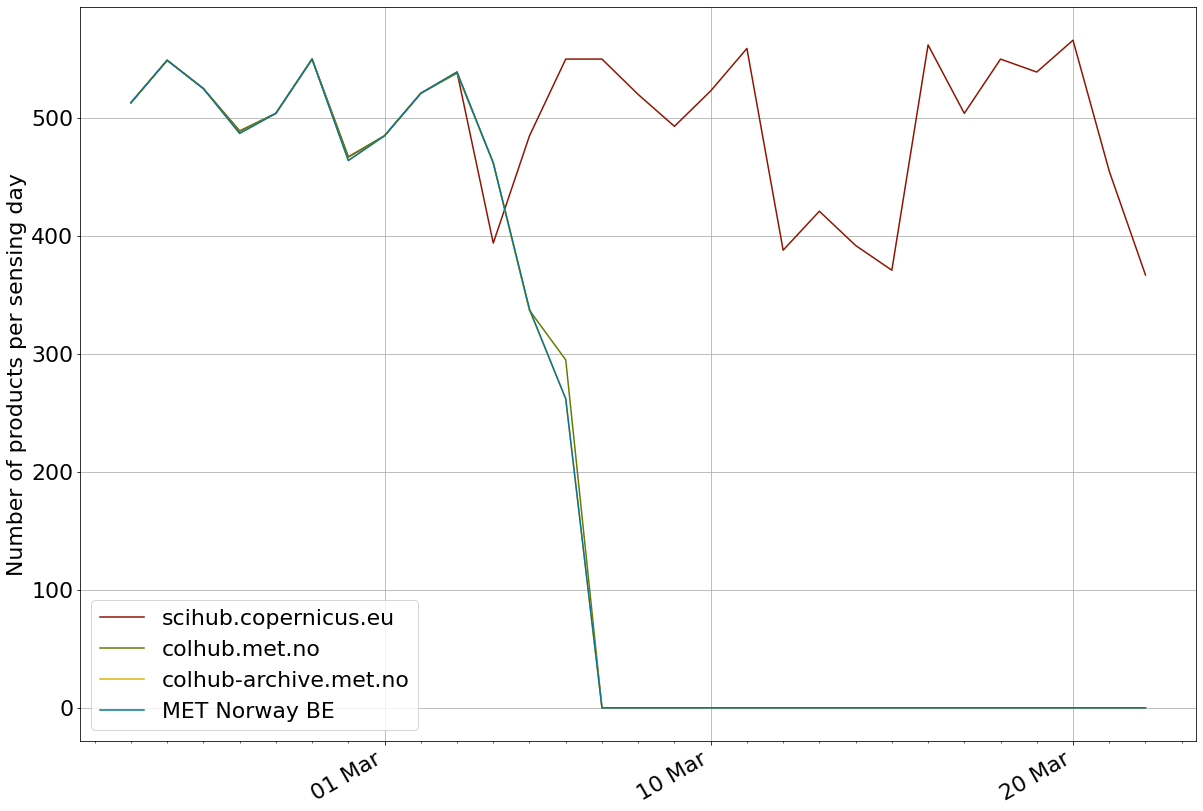 Number of products per sensing day
500
400
300
200
100
0
scihub.copernicus.eu
colhub.met.no
colhub-archive.met.no
MET Norway BE
01 Mar
10 Mar
20 Mar